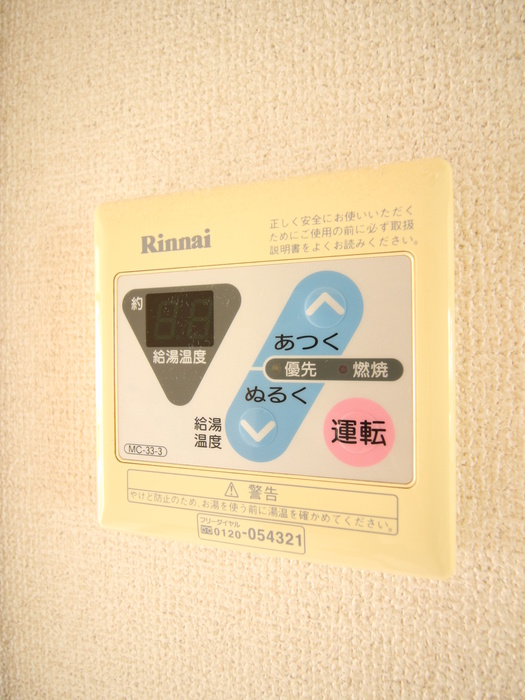 Rinnai
正しく安全にお使いいただく
ためにご使用の前に必ず取扱
説明書をよくお読みください。
約
給湯温度
あつく
優先 燃焼
ぬるく
給湯
温度
運転
MC-33-3
警告
やけど防止のため、お湯を使う前に湯温を確かめてください。
フリーダイヤル
0120-054321